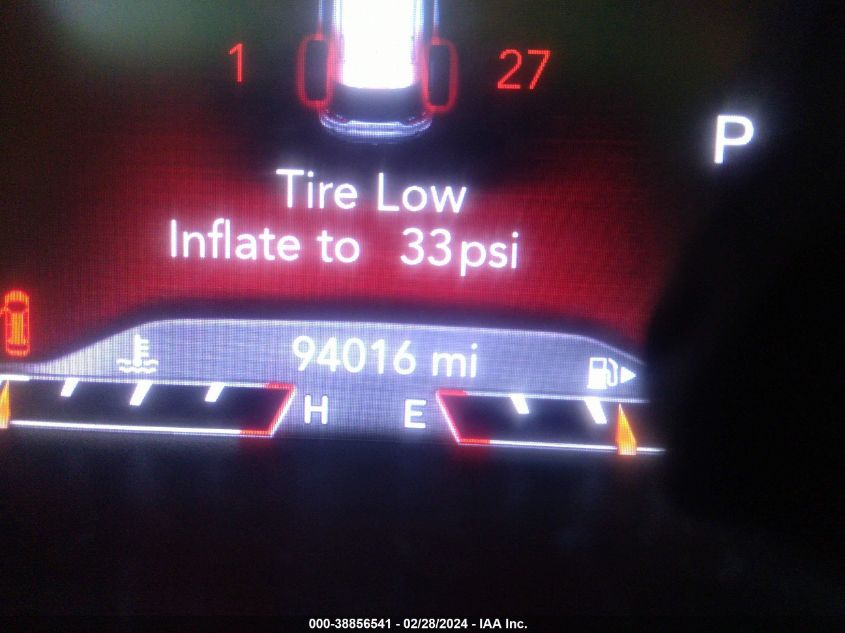 1 27
P
Tire Low
Inflate to 33psi
94016 mi
H E
000-38856541 - 02/28/2024 - IAA Inc.